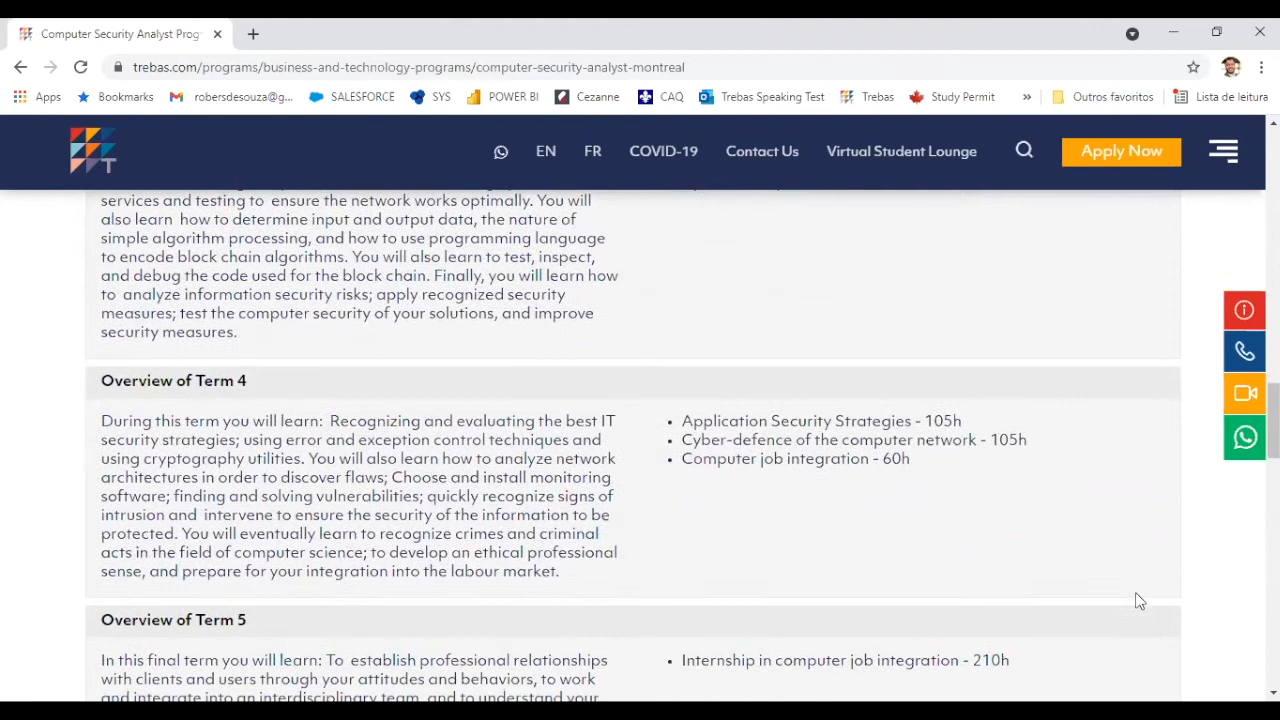 Computer Security Analyst Prog
trebas.com/programs/business-and-technology-programs/computer-security-analyst-montreal
Apps Bookmarks robersdesouza@g... SALESFORCE SYS POWER BI Cezanne CAQ Trebas Speaking Test Trebas Study Permit » Outros favoritos Lista de leitura
T EN FR COVID-19 Contact Us Virtual Student Lounge Apply Now
services and testing to ensure the network works optimally. You will
also learn how to determine input and output data, the nature of
simple algorithm processing, and how to use programming language
to encode block chain algorithms. You will also learn to test, inspect,
and debug the code used for the block chain. Finally, you will learn how
to analyze information security risks; apply recognized security
measures; test the computer security of your solutions, and improve
security measures.
Overview of Term 4
During this term you will learn: Recognizing and evaluating the best IT
security strategies; using error and exception control techniques and
using cryptography utilities. You will also learn how to analyze network
architectures in order to discover flaws; Choose and install monitoring
software; finding and solving vulnerabilities; quickly recognize signs of
intrusion and intervene to ensure the security of the information to be
protected. You will eventually learn to recognize crimes and criminal
acts in the field of computer science; to develop an ethical professional
sense, and prepare for your integration into the labour market.
• Application Security Strategies - 105h
• Cyber-defence of the computer network - 105h
• Computer job integration - 60h
Overview of Term 5
In this final term you will learn: To establish professional relationships
with clients and users through your attitudes and behaviors, to work
and integrate into an interdisciplinary team, and to understand your
• Internship in computer job integration - 210h